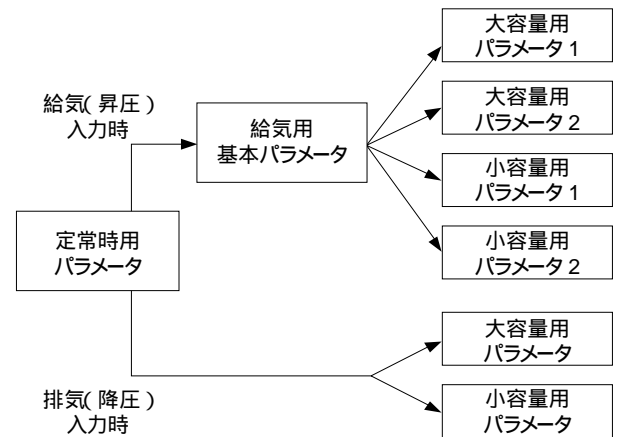 大容量用
パラメータ 1
大容量用
パラメータ 2
小容量用
パラメータ 1
小容量用
パラメータ 2
給気( 昇圧 )
入力時
給気用
基本パラメータ
定常時用
パラメータ
大容量用
パラメータ
小容量用
パラメータ
排気( 降圧 )
入力時